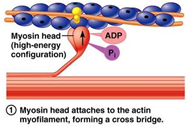 Myosin head
(high-energy
configuration)
ADP
Pi
1 Myosin head attaches to the actin
myofilament, forming a cross bridge.